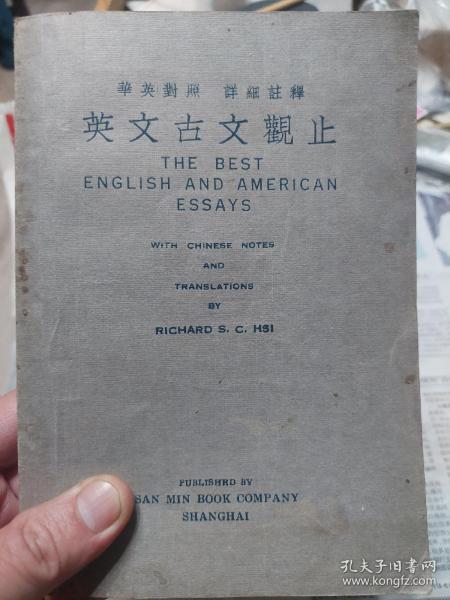 華英對照 詳細註釋
英文古文觀止
THE BEST
ENGLISH AND AMERICAN
ESSAYS
WITH CHINESE NOTES
AND
TRANSLATIONS
BY
RICHARD S. C. HSI
PUBLISHED BY
SAN MIN BOOK COMPANY
SHANGHAI
孔夫子旧书网
www.kongfz.com